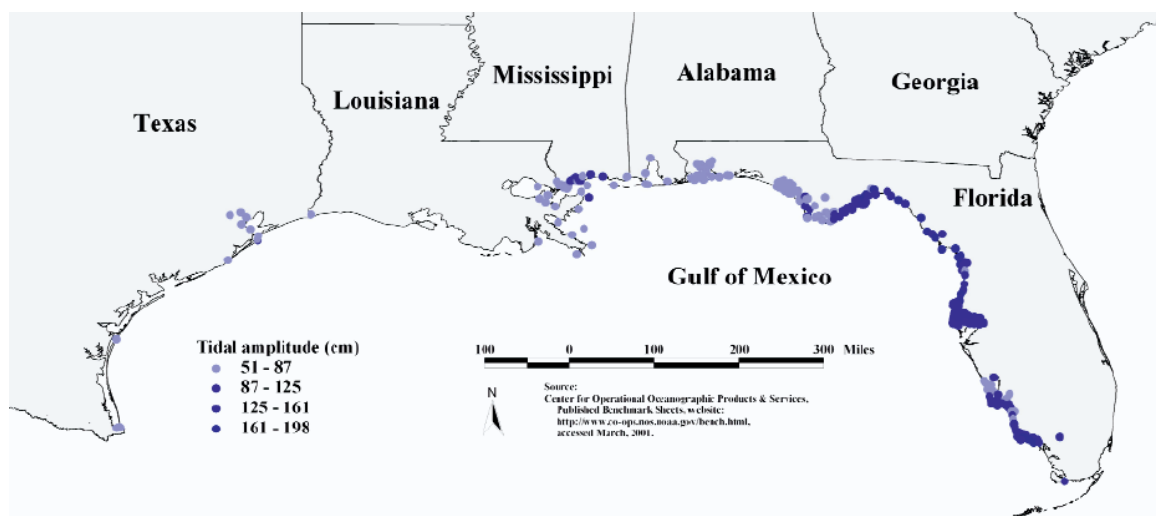 Mississippi
Alabama
Georgia
Louisiana
Texas
Florida
Gulf of Mexico
Tidal amplitude (cm)
51 - 87
87 - 125
125 - 161
161 - 198
100 0 100 200 300 Miles
N
Source:
Center for Operational Oceanographic Products & Services,
Published Benchmark Sheets, website:
http://www.co-ops.nos.noaa.gov/bench.html,
accessed March, 2001.